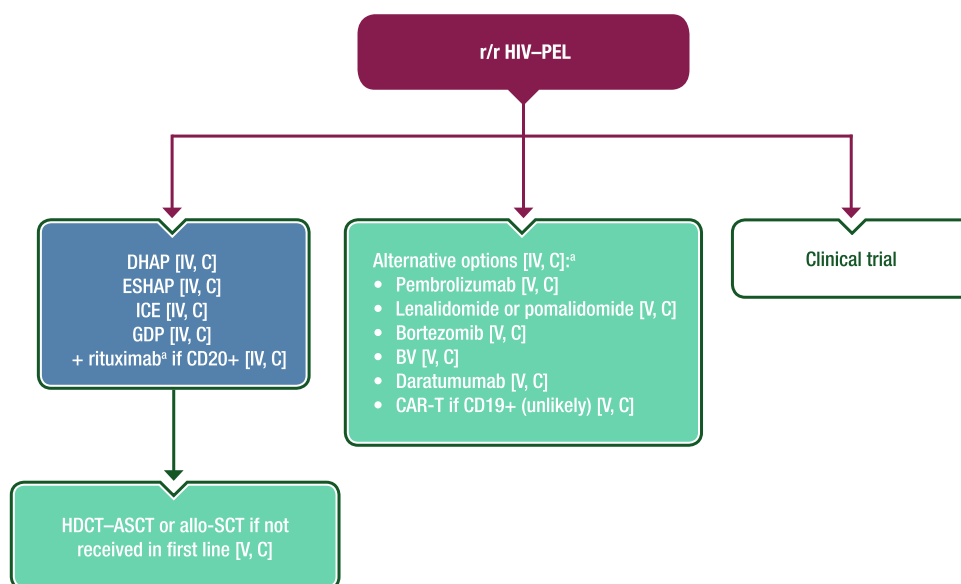 r/r HIV–PEL
DHAP [IV, C]
ESHAP [IV, C]
ICE [IV, C]
GDP [IV, C]
+ rituximabᵃ if CD20+ [IV, C]
Alternative options [IV, C]:ᵃ
• Pembrolizumab [V, C]
• Lenalidomide or pomalidomide [V, C]
• Bortezomib [V, C]
• BV [V, C]
• Daratumumab [V, C]
• CAR-T if CD19+ (unlikely) [V, C]
Clinical trial
HDCT–ASCT or allo-SCT if not
received in first line [V, C]